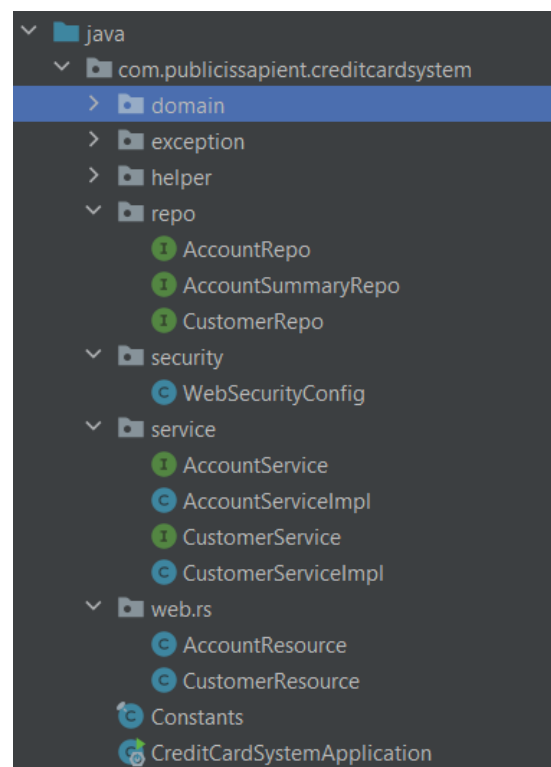 java
com.publicissapient.creditcardsystem
domain
exception
helper
repo
I AccountRepo
I AccountSummaryRepo
I CustomerRepo
security
C WebSecurityConfig
service
I AccountService
C AccountServiceImpl
I CustomerService
C CustomerServiceImpl
web.rs
C AccountResource
C CustomerResource
C Constants
CreditCardSystemApplication